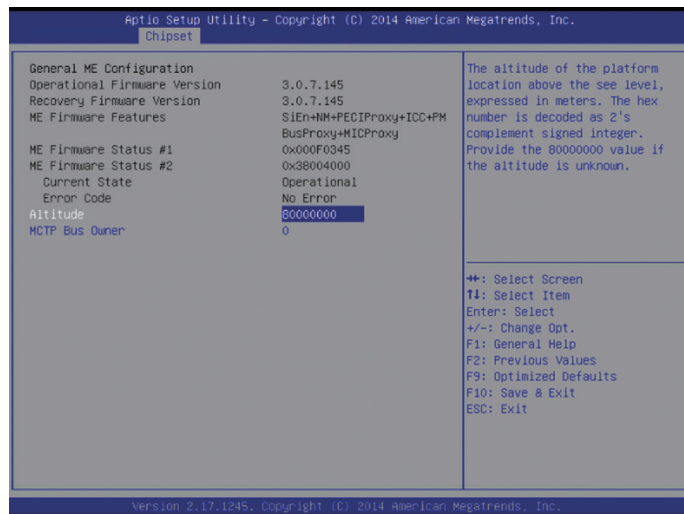 Aptio Setup Utility – Copyright (C) 2014 American Megatrends, Inc.
Chipset
General ME Configuration
Operational Firmware Version 3.0.7.145
Recovery Firmware Version 3.0.7.145
ME Firmware Features SiEn+NM+PECIProxy+ICC+PM
BusProxy+MICProxy
ME Firmware Status #1 0x000F0345
ME Firmware Status #2 0x38004000
Current State Operational
Error Code No Error
Altitude 80000000
MCTP Bus Owner 0
The altitude of the platform
location above the see level,
expressed in meters. The hex
number is decoded as 2's
complement signed integer.
Provide the 80000000 value if
the altitude is unknown.
→←: Select Screen
↑↓: Select Item
Enter: Select
+/-: Change Opt.
F1: General Help
F2: Previous Values
F9: Optimized Defaults
F10: Save & Exit
ESC: Exit
Version 2.17.1245. Copyright (C) 2014 American Megatrends, Inc.